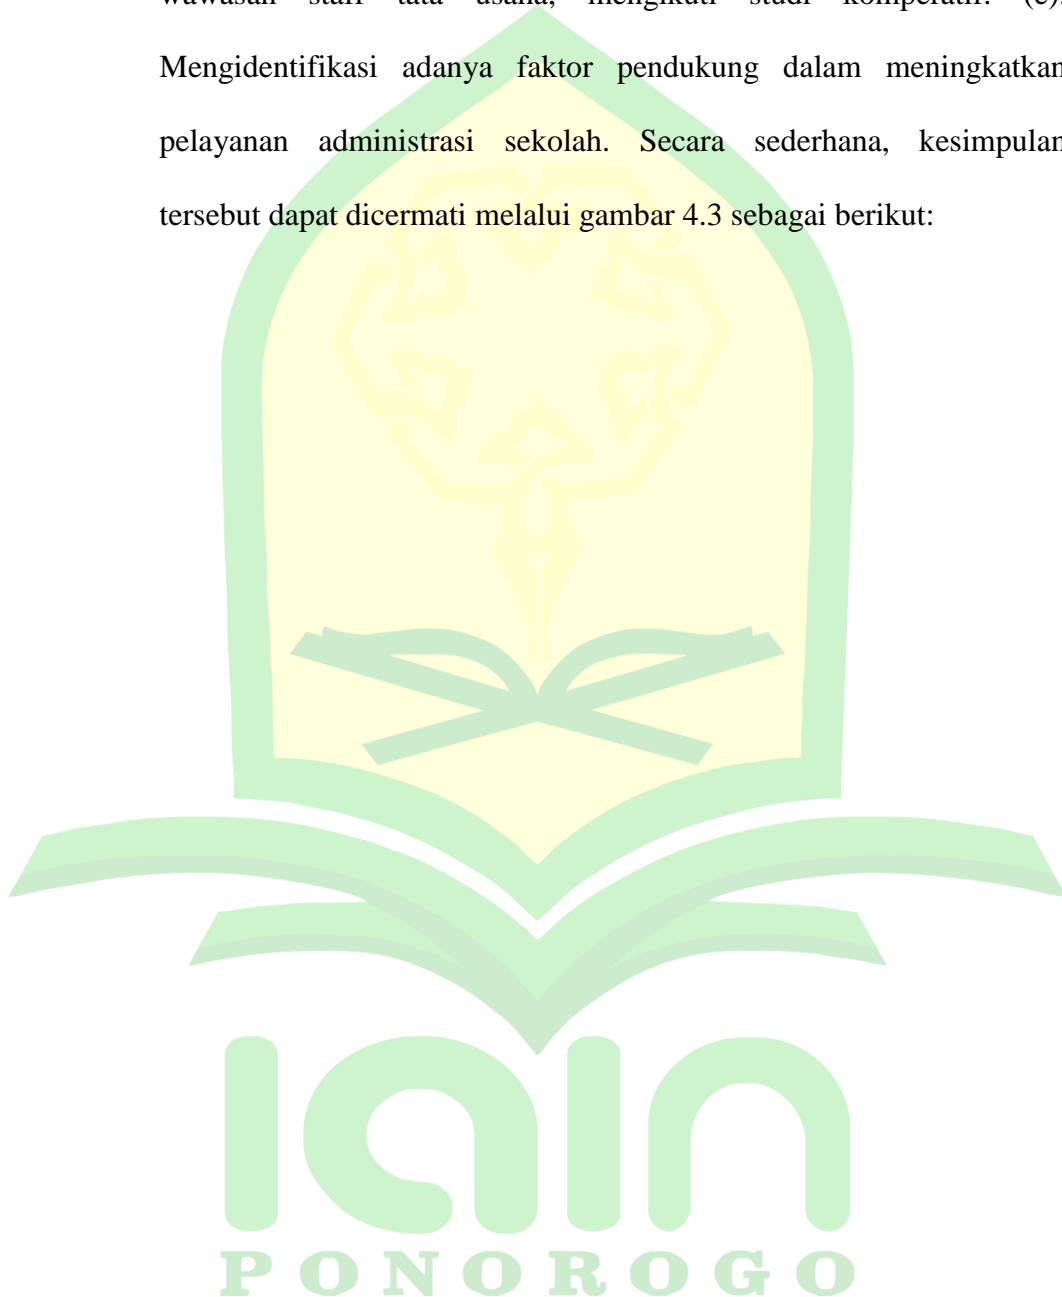 wawasan staff tata usaha, mengikuti studi komperatif. (e).
Mengidentifikasi adanya faktor pendukung dalam meningkatkan
pelayanan administrasi sekolah. Secara sederhana, kesimpulan
tersebut dapat dicermati melalui gambar 4.3 sebagai berikut:
iain
PONOROGO